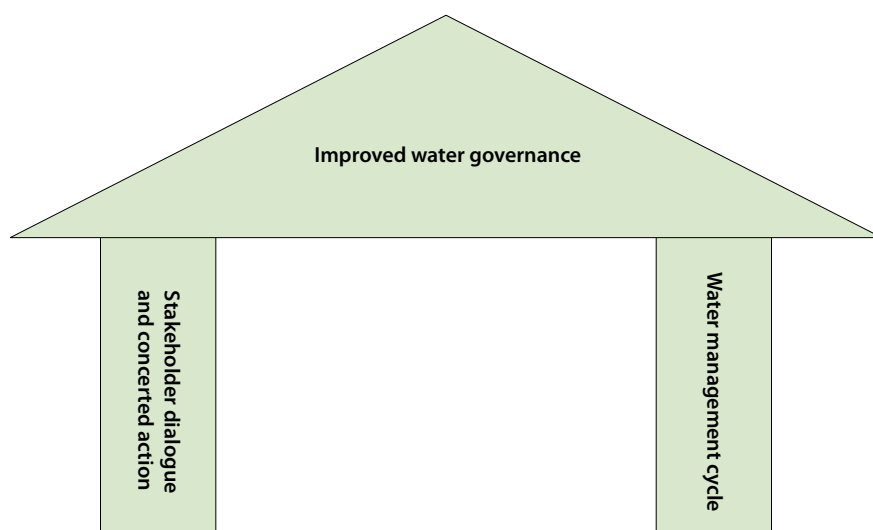 Improved water governance
Stakeholder dialogue
and concerted action
Water management cycle